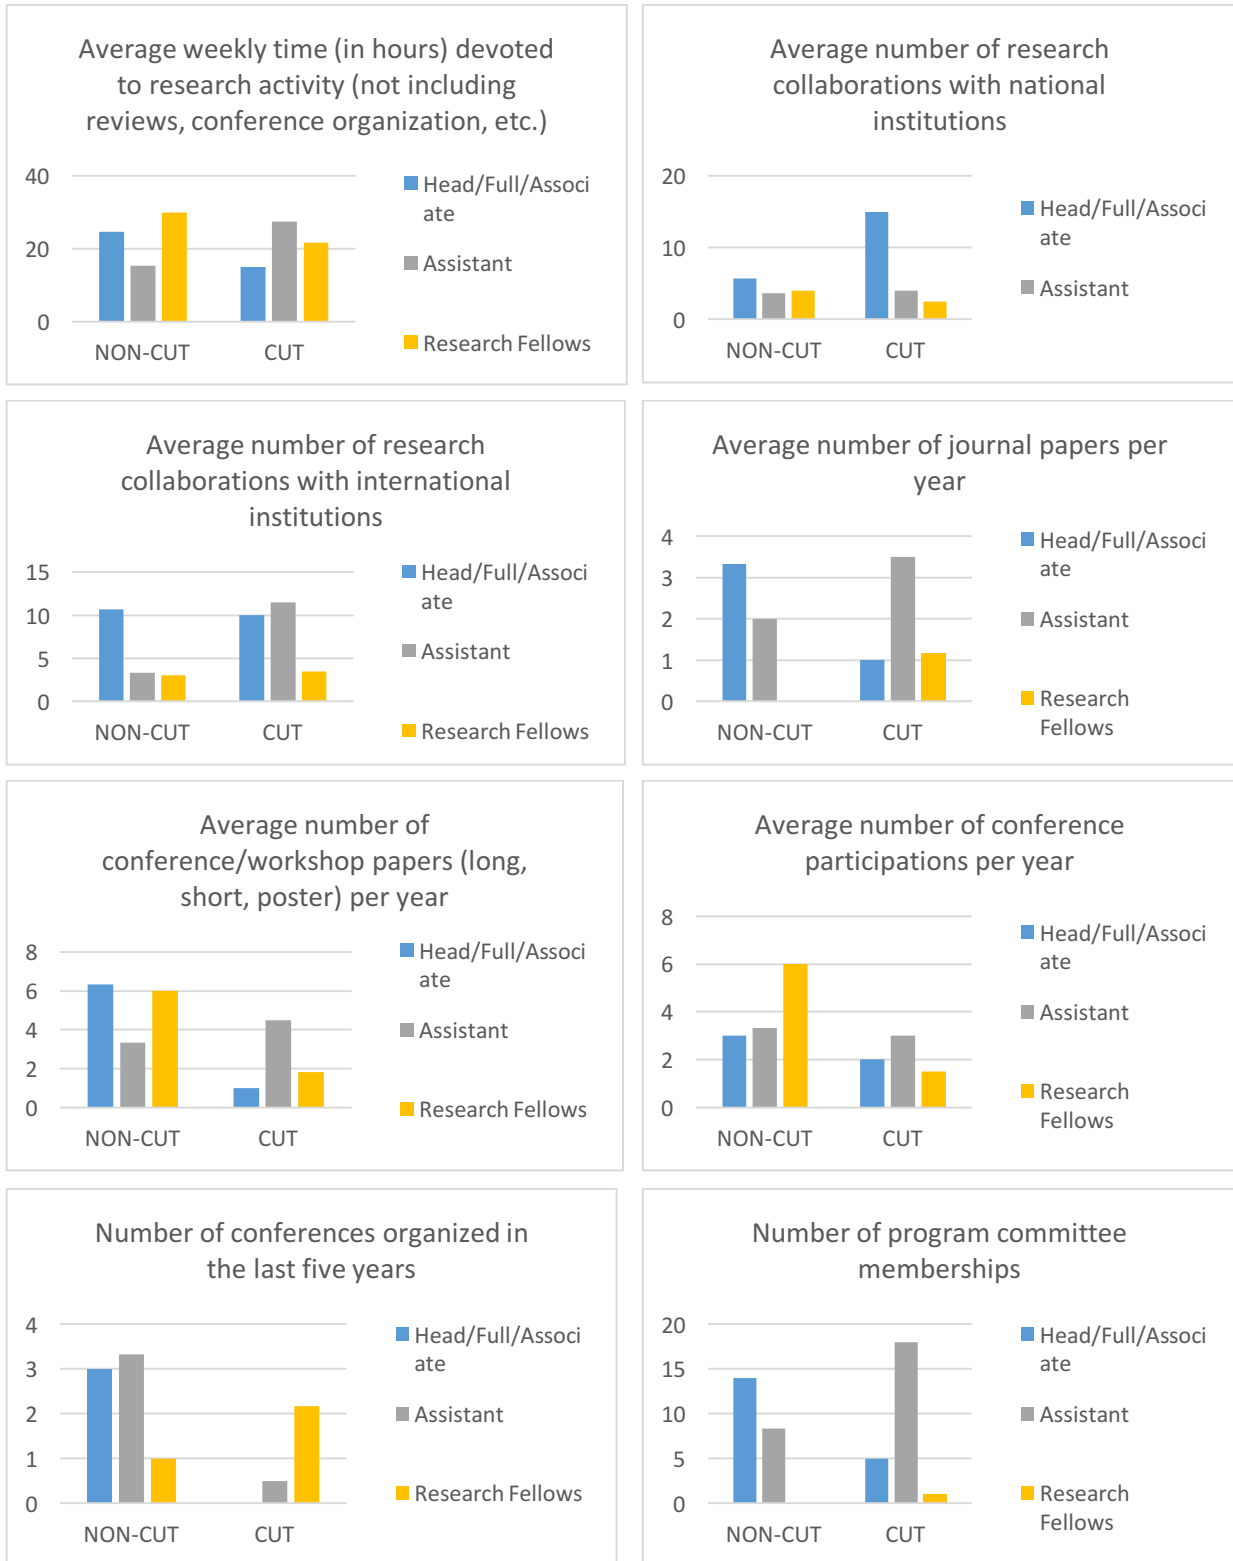 Average weekly time (in hours) devoted
to research activity (not including
reviews, conference organization, etc.)
40
20
0
NON-CUT
CUT
Head/Full/Associ
ate
Assistant
Research Fellows
Average number of research
collaborations with national
institutions
20
10
0
NON-CUT
CUT
Head/Full/Associ
ate
Assistant
Average number of research
collaborations with international
institutions
15
10
5
0
NON-CUT
CUT
Head/Full/Associ
ate
Assistant
Research Fellows
Average number of journal papers per
year
4
3
2
1
0
NON-CUT
CUT
Head/Full/Associ
ate
Assistant
Research
Fellows
Average number of
conference/workshop papers (long,
short, poster) per year
8
6
4
2
0
NON-CUT
CUT
Head/Full/Associ
ate
Assistant
Research Fellows
Average number of conference
participations per year
8
6
4
2
0
NON-CUT
CUT
Head/Full/Associ
ate
Assistant
Research
Fellows
Number of conferences organized in
the last five years
4
3
2
1
0
NON-CUT
CUT
Head/Full/Associ
ate
Assistant
Research Fellows
Number of program committee
memberships
20
15
10
5
0
NON-CUT
CUT
Head/Full/Associ
ate
Assistant
Research
Fellows